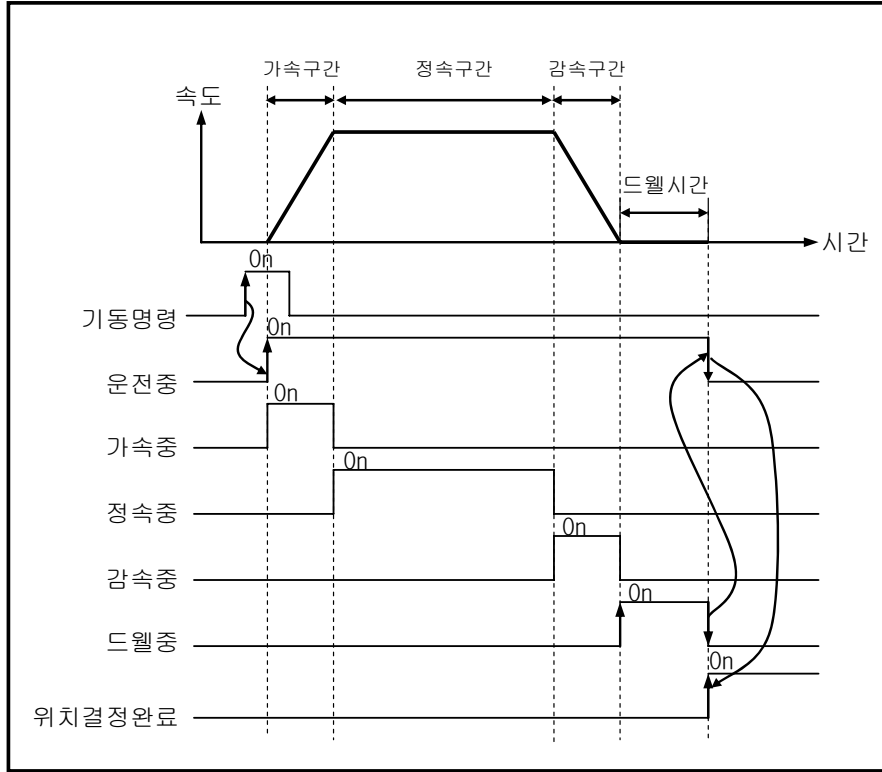 가속구간 정속구간 감속구간
속도
드웰시간
시간
On
기동명령
On
운전중
On
가속중
On
정속중
On
감속중
On
드웰중
On
위치결정완료